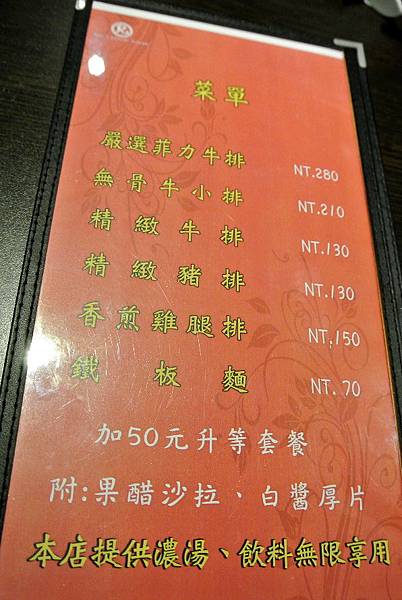 菜單
嚴選菲力牛排 NT.280
無骨牛小排 NT.210
精緻牛排 NT.130
精緻豬排 NT.130
香煎雞腿排 NT.150
鐵板麵 NT.70
加50元升等套餐
附:果醋沙拉、白醬厚片
本店提供濃湯、飲料無限享用